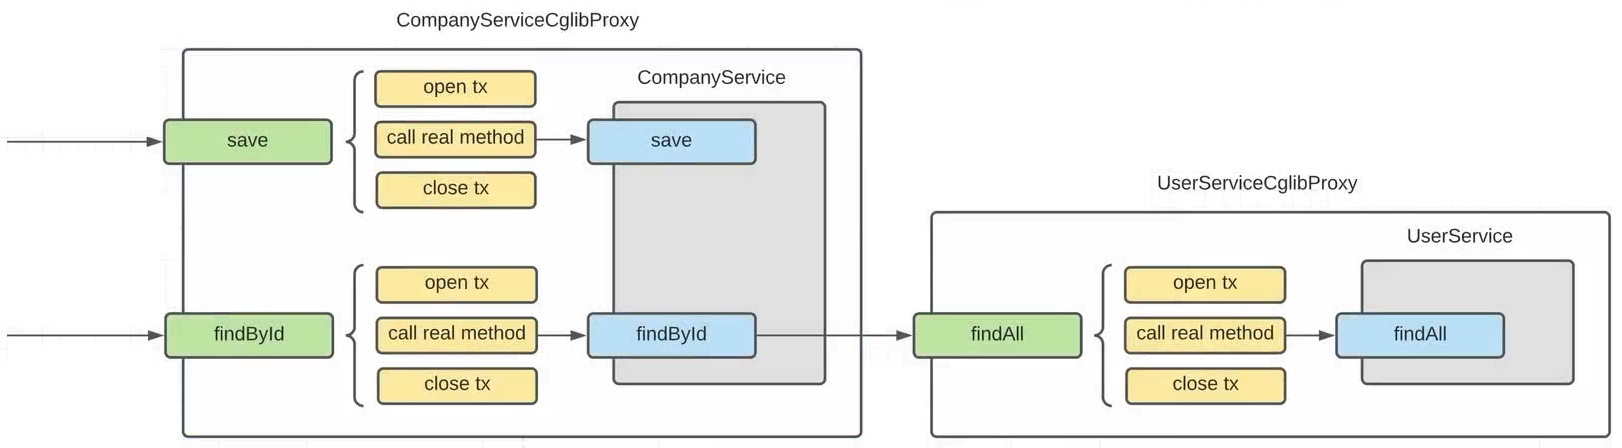 CompanyServiceCglibProxy
CompanyService
open tx
save
call real method
save
close tx
UserServiceCglibProxy
UserService
open tx
findById
call real method
findById
close tx
open tx
findAll
call real method
findAll
close tx